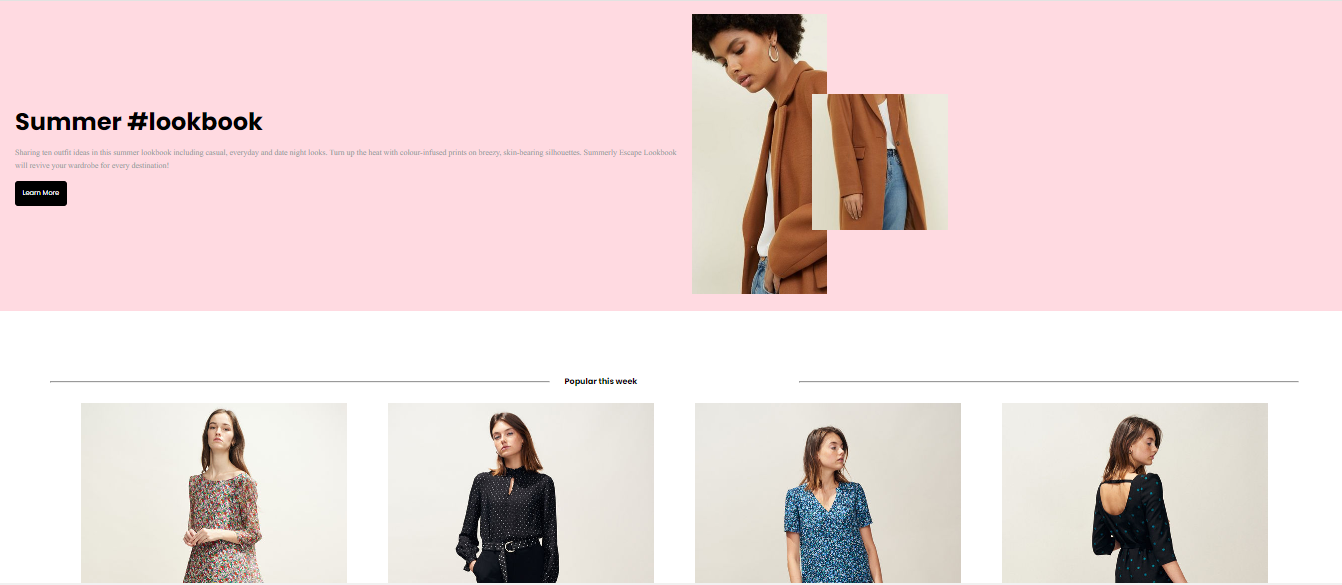 Summer #lookbook
Sharing ten outfit ideas in this summer lookbook including casual, everyday and date night looks. Turn up the heat with colour-infused prints on breezy, skin-bearing silhouettes. Summerly Escape Lookbook
will revive your wardrobe for every destination!
Learn More
Popular this week